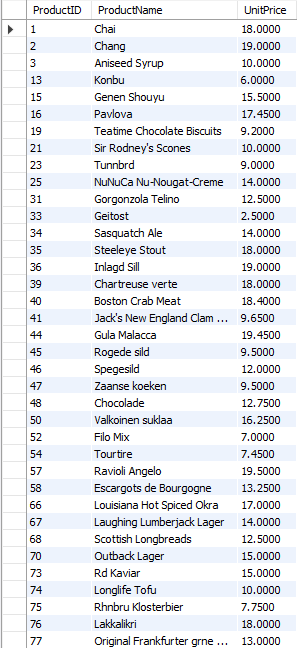 ProductID ProductName UnitPrice
1 Chai 18.0000
2 Chang 19.0000
3 Aniseed Syrup 10.0000
13 Konbu 6.0000
15 Genen Shouyu 15.5000
16 Pavlova 17.4500
19 Teatime Chocolate Biscuits 9.2000
21 Sir Rodney's Scones 10.0000
23 Tunnbrd 9.0000
25 NuNuCa Nu-Nougat-Creme 14.0000
31 Gorgonzola Telino 12.5000
33 Geitost 2.5000
34 Sasquatch Ale 14.0000
35 Steeleye Stout 18.0000
36 Inlagd Sill 19.0000
39 Chartreuse verte 18.0000
40 Boston Crab Meat 18.4000
41 Jack's New England Clam ... 9.6500
44 Gula Malacca 19.4500
45 Rogede sild 9.5000
46 Spegesild 12.0000
47 Zaanse koeken 9.5000
48 Chocolade 12.7500
50 Valkoinen suklaa 16.2500
52 Filo Mix 7.0000
54 Tourtire 7.4500
57 Ravioli Angelo 19.5000
58 Escargots de Bourgogne 13.2500
66 Louisiana Hot Spiced Okra 17.0000
67 Laughing Lumberjack Lager 14.0000
68 Scottish Longbreads 12.5000
70 Outback Lager 15.0000
73 Rd Kaviar 15.0000
74 Longlife Tofu 10.0000
75 Rhnbru Klosterbier 7.7500
76 Lakkalikri 18.0000
77 Original Frankfurter grne ... 13.0000